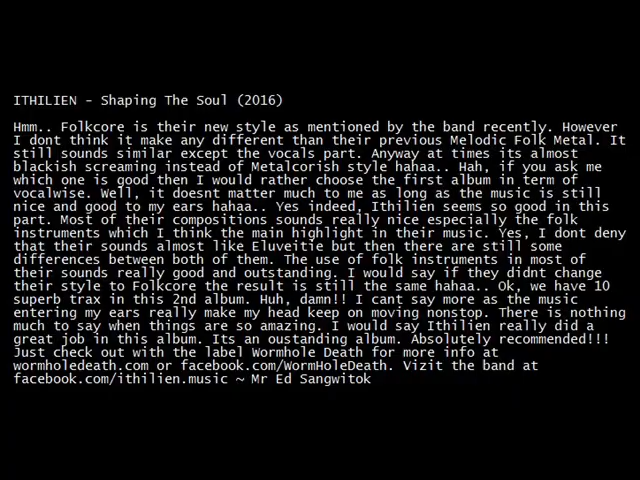 ITHILIEN - Shaping The Soul (2016)
Hmm.. Folkcore is their new style as mentioned by the band recently. However
I dont think it make any different than their previous Melodic Folk Metal. It
still sounds similar except the vocals part. Anyway at times its almost
blackish screaming instead of Metalcorish style hahaa.. Hah, if you ask me
which one is good then I would rather choose the first album in term of
vocalwise. Well, it doesnt matter much to me as long as the music is still
nice and good to my ears hahaa.. Yes indeed, Ithilien seems so good in this
part. Most of their compositions sounds really nice especially the folk
instruments which I think the main highlight in their music. Yes, I dont deny
that their sounds almost like Eluveitie but then there are still some
differences between both of them. The use of folk instruments in most of
their sounds really good and outstanding. I would say if they didnt change
their style to Folkcore the result is still the same hahaa.. Ok, we have 10
superb trax in this 2nd album. Huh, damn!! I cant say more as the music
entering my ears really make my head keep on moving nonstop. There is nothing
much to say when things are so amazing. I would say Ithilien really did a
great job in this album. Its an oustanding album. Absolutely recommended!!!
Just check out with the label Wormhole Death for more info at
wormholedeath.com or facebook.com/WormHoleDeath. Vizit the band at
facebook.com/ithilien.music ~ Mr Ed Sangwitok